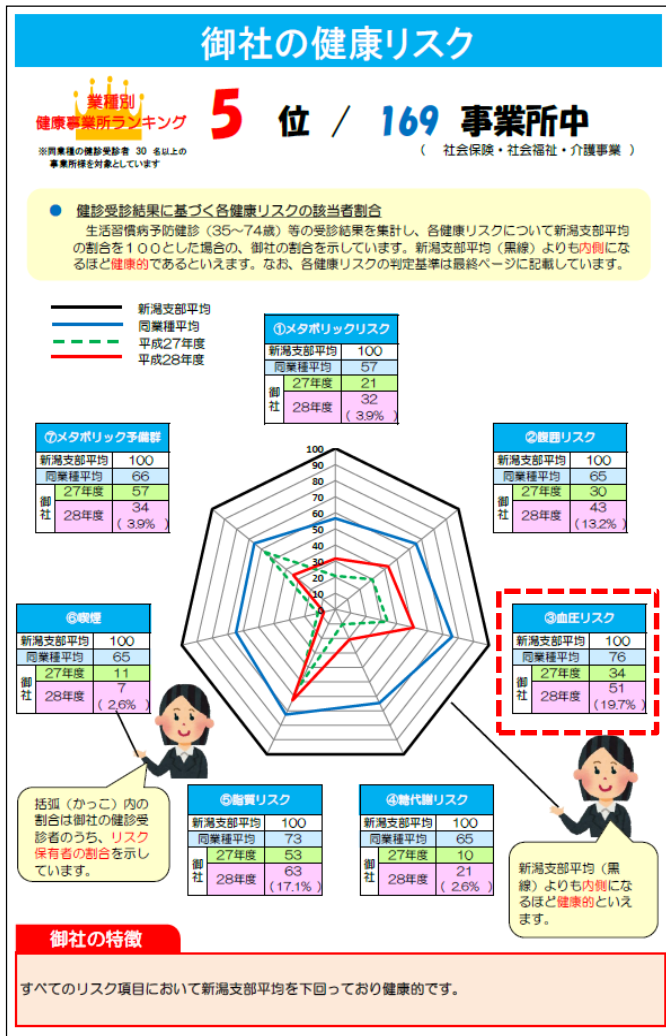 御社の健康リスク
業種別
健康事業所ランキング
5 位 / 169 事業所中
※同業種の健診受診者 30 名以上の
事業所様を対象としています
( 社会保険・社会福祉・介護事業 )
● 健診受診結果に基づく各健康リスクの該当者割合
生活習慣病予防健診（35～74歳）等の受診結果を集計し、各健康リスクについて新潟支部平均
の割合を１００とした場合の、御社の割合を示しています。新潟支部平均（黒線）よりも内側にな
るほど健康的であるといえます。なお、各健康リスクの判定基準は最終ページに記載しています。
新潟支部平均
同業種平均
平成27年度
平成28年度
①メタボリックリスク
新潟支部平均 100
同業種平均 57
御社 27年度 21
28年度 32
( 3.9%)
⑦メタボリック予備群
新潟支部平均 100
同業種平均 66
御社 27年度 57
28年度 34
( 3.9%)
②腹囲リスク
新潟支部平均 100
同業種平均 65
御社 27年度 30
28年度 43
(13.2%)
100
90
80
70
60
50
40
30
20
10
⑥喫煙
新潟支部平均 100
同業種平均 65
御社 27年度 11
28年度 7
( 2.6%)
③血圧リスク
新潟支部平均 100
同業種平均 76
御社 27年度 34
28年度 51
(19.7%)
括弧（かっこ）内の
割合は御社の健診受
診者のうち、リスク
保有者の割合を示し
ています。
⑤脂質リスク
新潟支部平均 100
同業種平均 73
御社 27年度 53
28年度 63
(17.1%)
④糖代謝リスク
新潟支部平均 100
同業種平均 65
御社 27年度 10
28年度 21
( 2.6%)
新潟支部平均（黒
線）よりも内側にな
るほど健康的といえ
ます。
御社の特徴
すべてのリスク項目において新潟支部平均を下回っており健康的です。